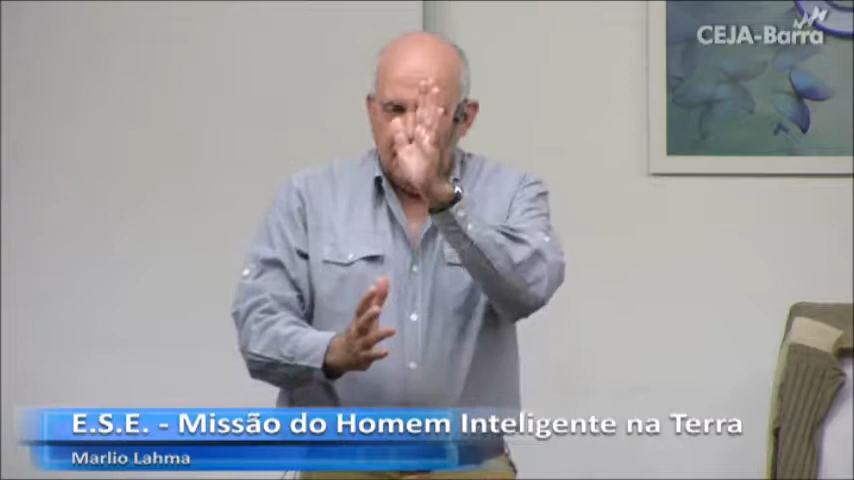 CEJA-Barra
E.S.E. - Missão do Homem Inteligente na Terra
Marlio Lahma